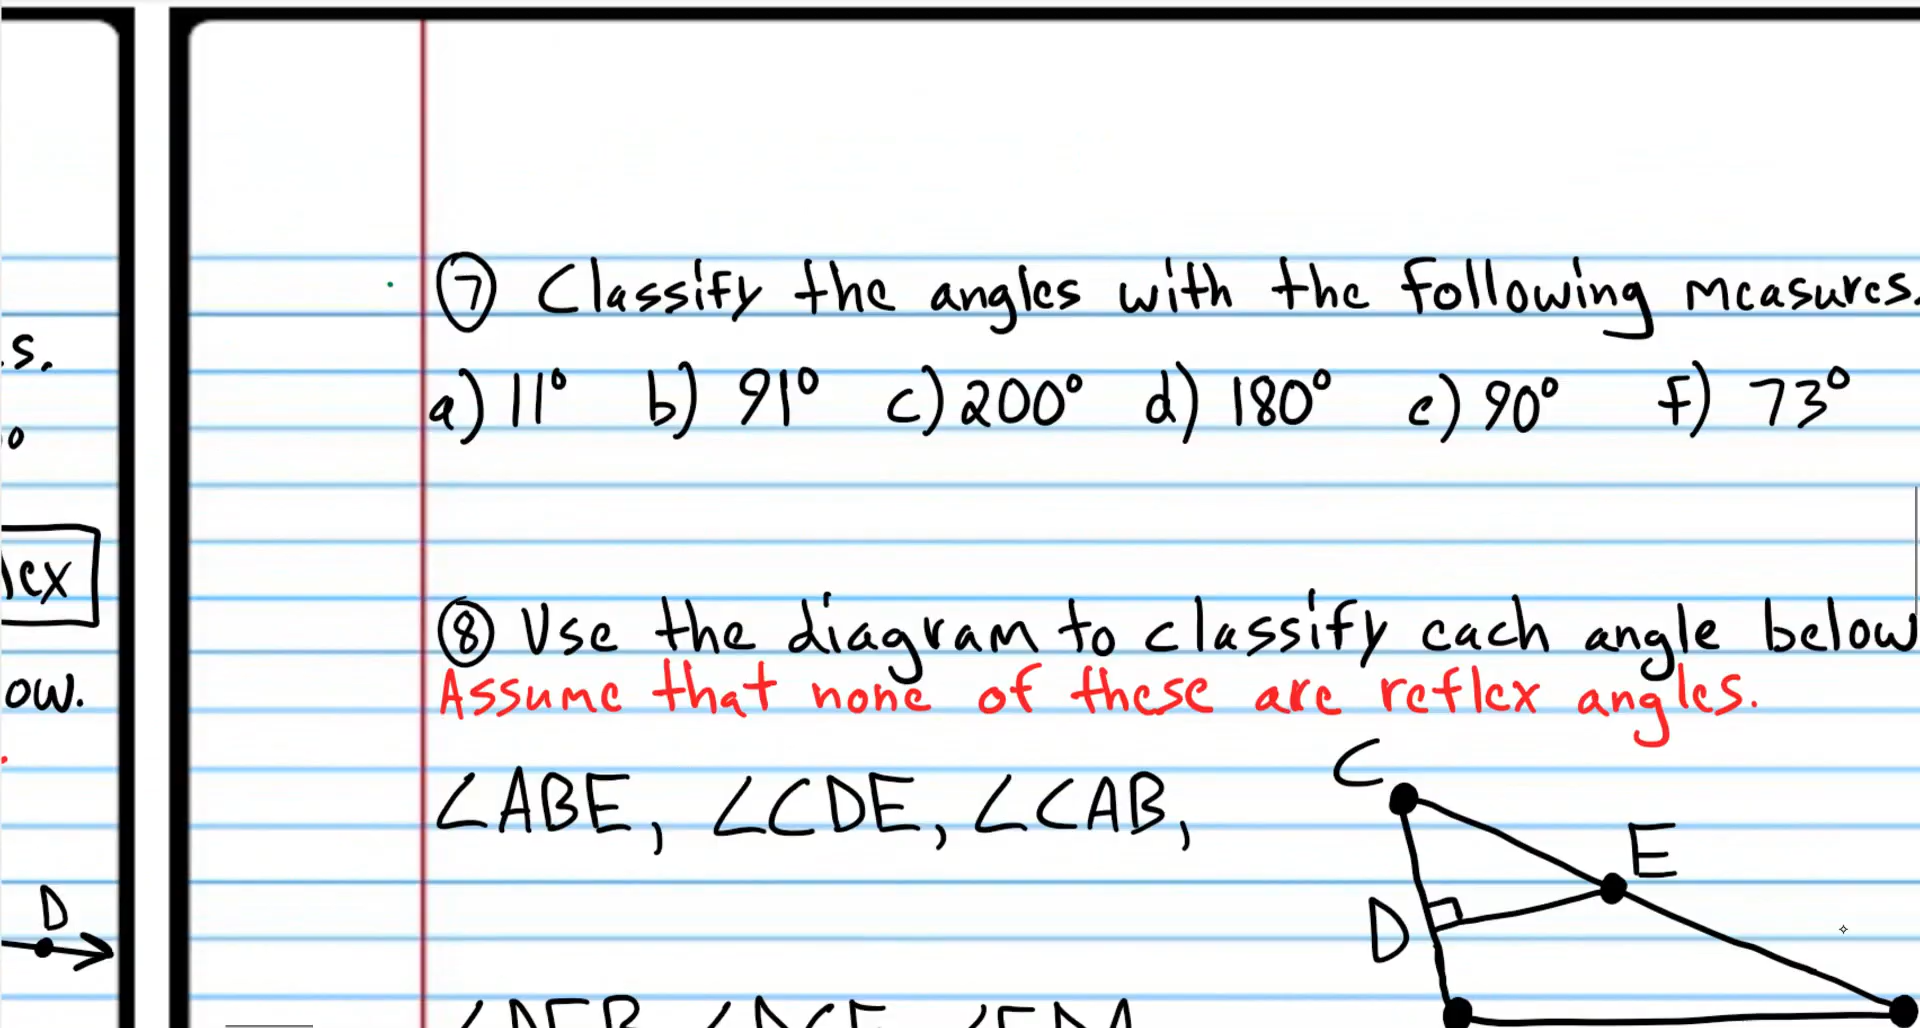 s.
°
lex
ow.
D
⑦ Classify the angles with the following measures.
a) 11° b) 91° c) 200° d) 180° e) 90° f) 73°
⑧ Use the diagram to classify each angle below
Assume that none of these are reflex angles.
∠ABE, ∠CDE, ∠CAB,
C
E
D